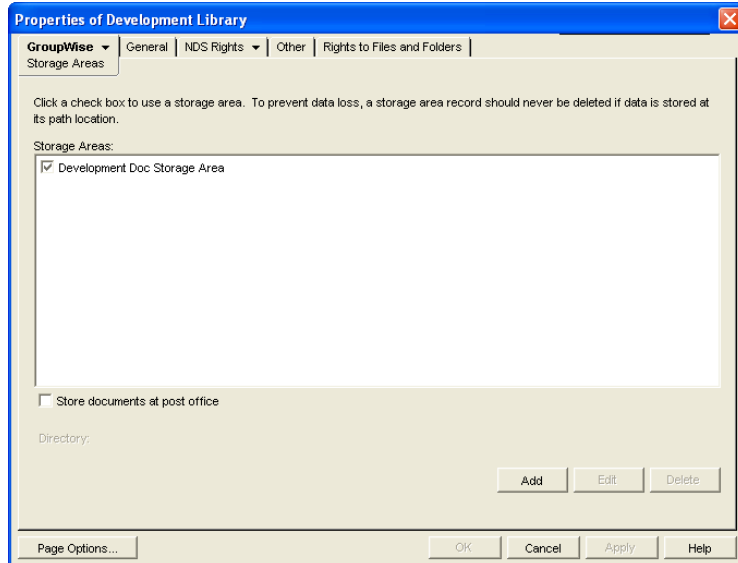 Properties of Development Library
GroupWise General NDS Rights Other Rights to Files and Folders
Storage Areas
Click a check box to use a storage area. To prevent data loss, a storage area record should never be deleted if data is stored at
its path location.
Storage Areas:
Development Doc Storage Area
Store documents at post office
Directory:
Add Edit Delete
Page Options... OK Cancel Apply Help